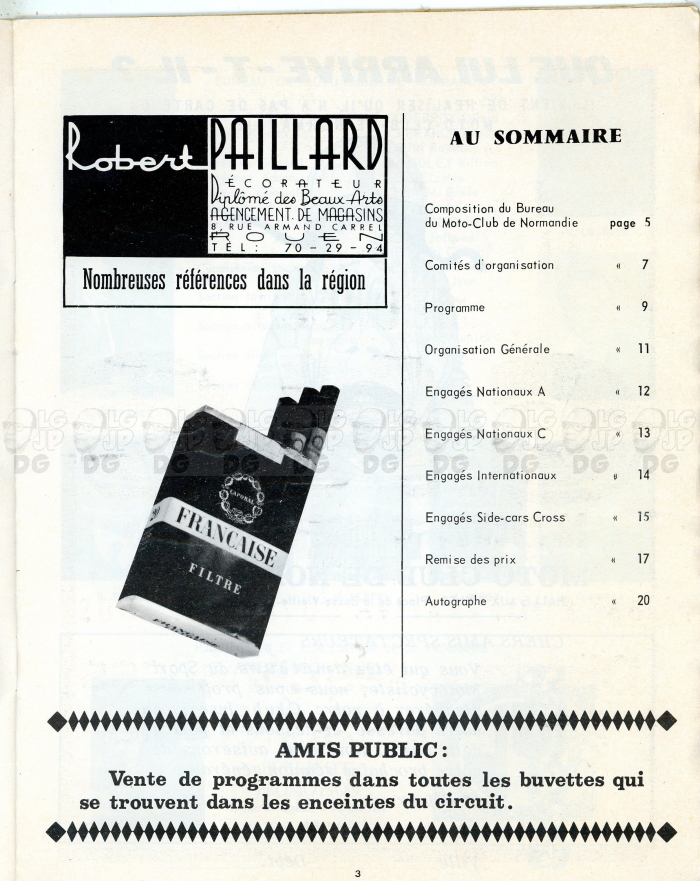 Robert PAILLARD
DÉCORATEUR
Diplômé des Beaux-Arts
AGENCEMENT DE MAGASINS
8, RUE ARMAND CARREL
ROUEN
TÉL: 70-29-94
Nombreuses références dans la région
CAPORAL
20 FRANÇAISE
FILTRE
FRANÇAISE
AU SOMMAIRE
Composition du Bureau
du Moto-Club de Normandie page 5
Comités d'organisation « 7
Programme « 9
Organisation Générale « 11
Engagés Nationaux A « 12
Engagés Nationaux C « 13
Engagés Internationaux « 14
Engagés Side-cars Cross « 15
Remise des prix « 17
Autographe « 20
AMIS PUBLIC:
Vente de programmes dans toutes les buvettes qui
se trouvent dans les enceintes du circuit.
3